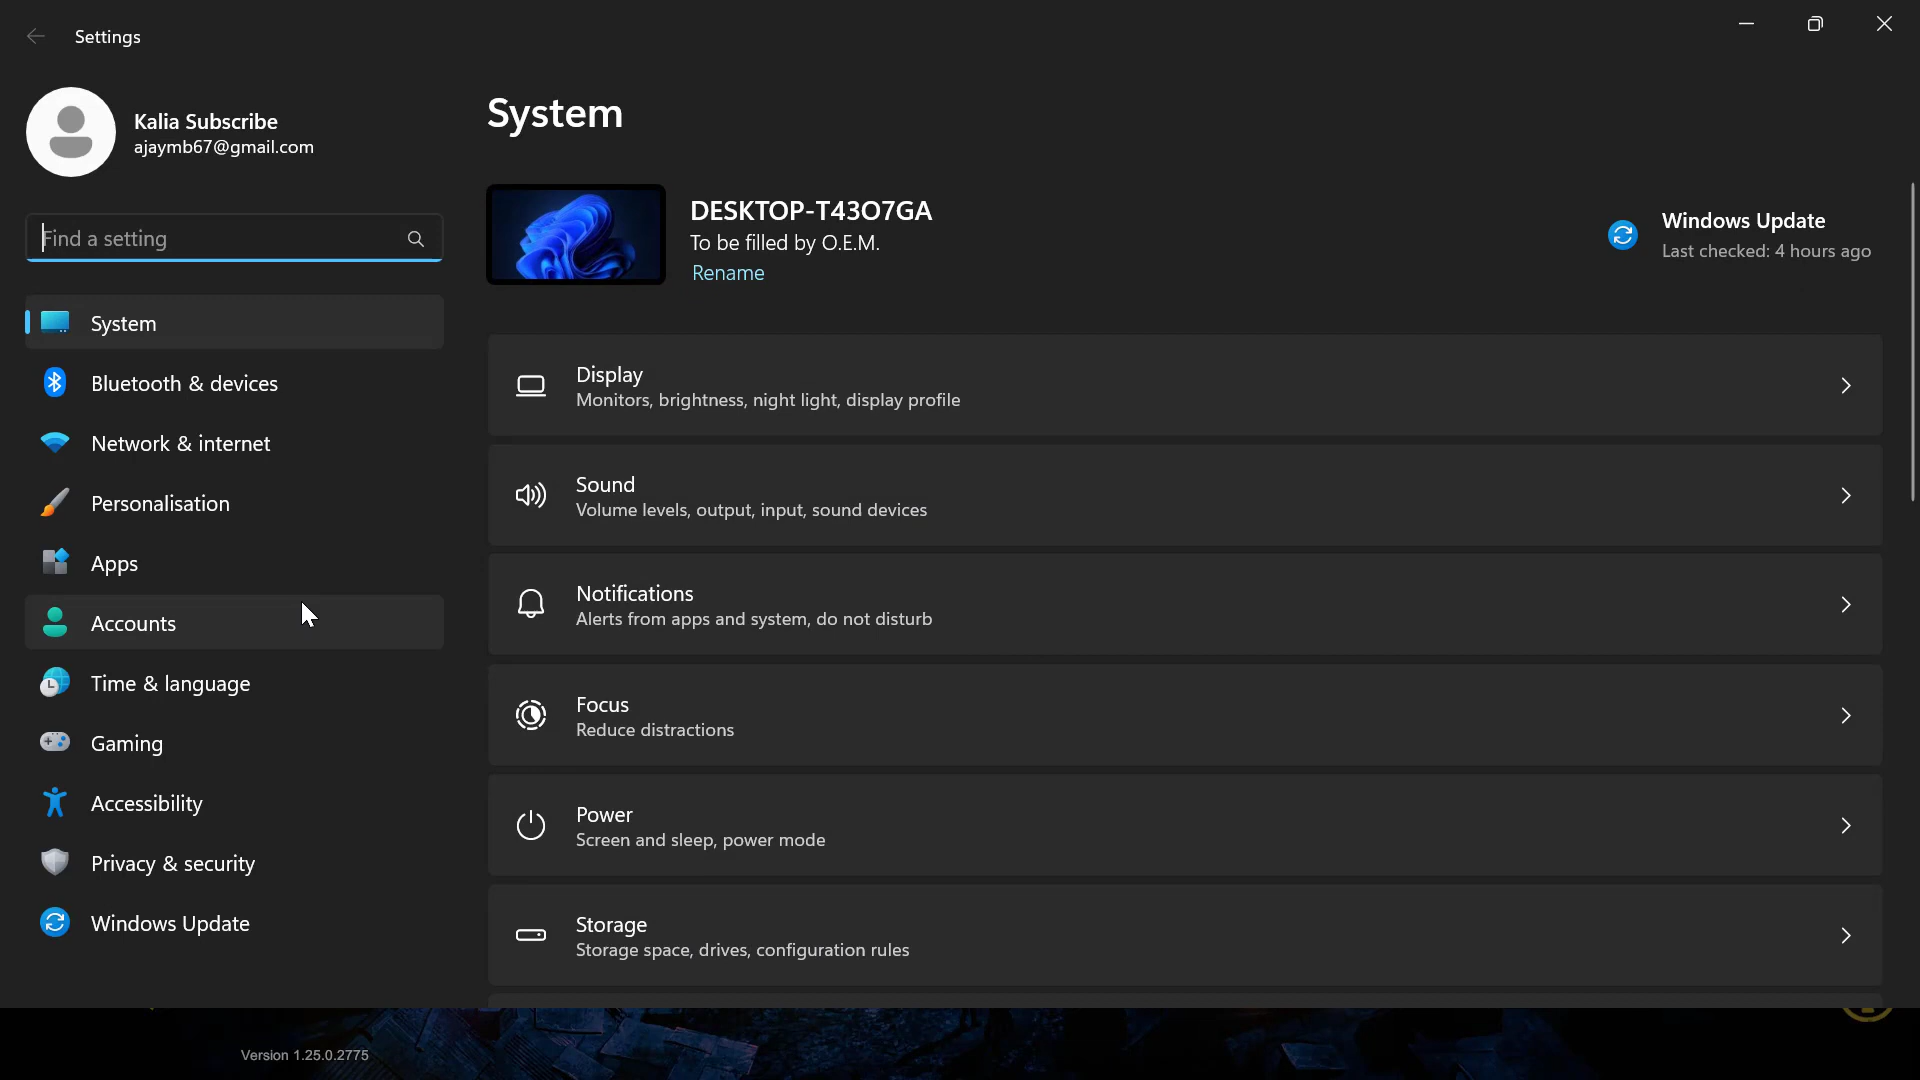 Settings
Kalia Subscribe
ajaymb67@gmail.com
Find a setting
System
Bluetooth & devices
Network & internet
Personalisation
Apps
Accounts
Time & language
Gaming
Accessibility
Privacy & security
Windows Update
System
DESKTOP-T43O7GA
To be filled by O.E.M.
Rename
Windows Update
Last checked: 4 hours ago
Display
Monitors, brightness, night light, display profile
Sound
Volume levels, output, input, sound devices
Notifications
Alerts from apps and system, do not disturb
Focus
Reduce distractions
Power
Screen and sleep, power mode
Storage
Storage space, drives, configuration rules
Version 1.25.0.2775